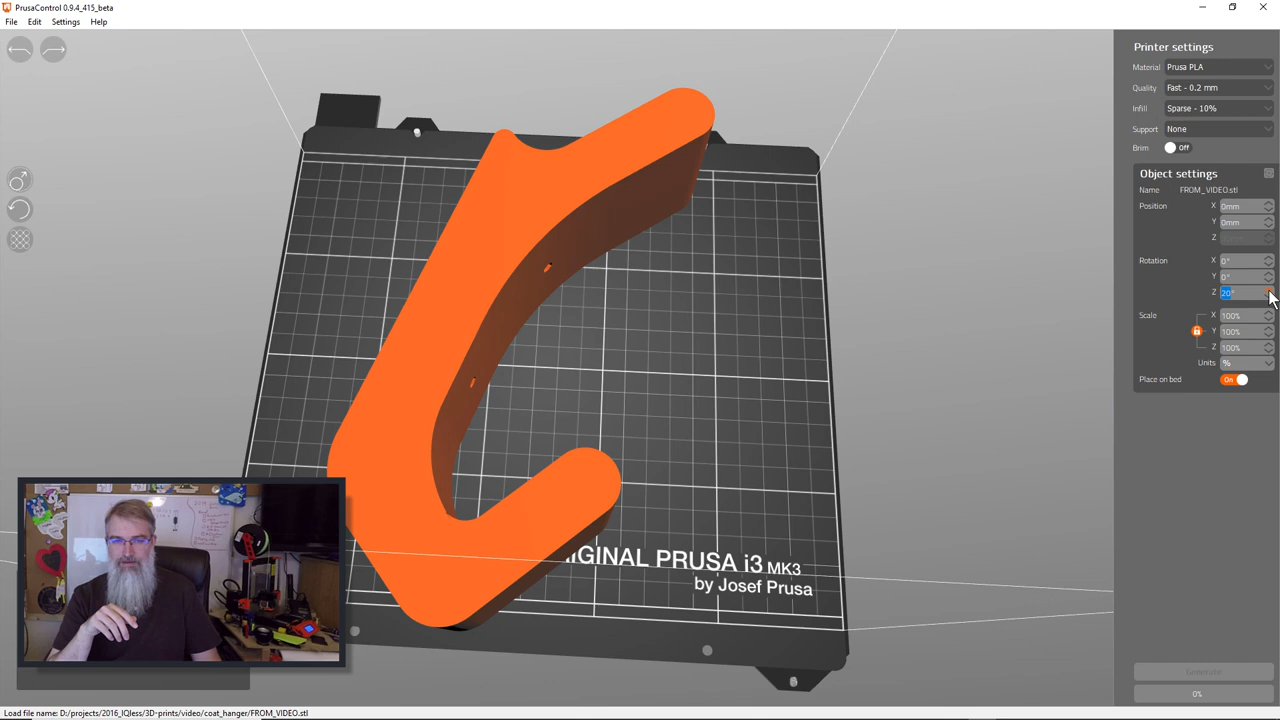 PrusaControl 0.9.4_415_beta
File Edit Settings Help
Printer settings
Material Prusa PLA
Quality Fast - 0.2 mm
Infill Sparse - 10%
Support None
Brim Off
Object settings
Name FROM_VIDEO.stl
Position X 0mm
Y 0mm
Z
Rotation X 0°
Y 0°
Z 20°
Scale X 100%
Y 100%
Z 100%
Units %
Place on bed On
IGINAL PRUSA i3 MK3
by Josef Prusa
Generate
0%
Load file name: D:/projects/2016_IQless/3D-prints/video/coat_hanger/FROM_VIDEO.stl